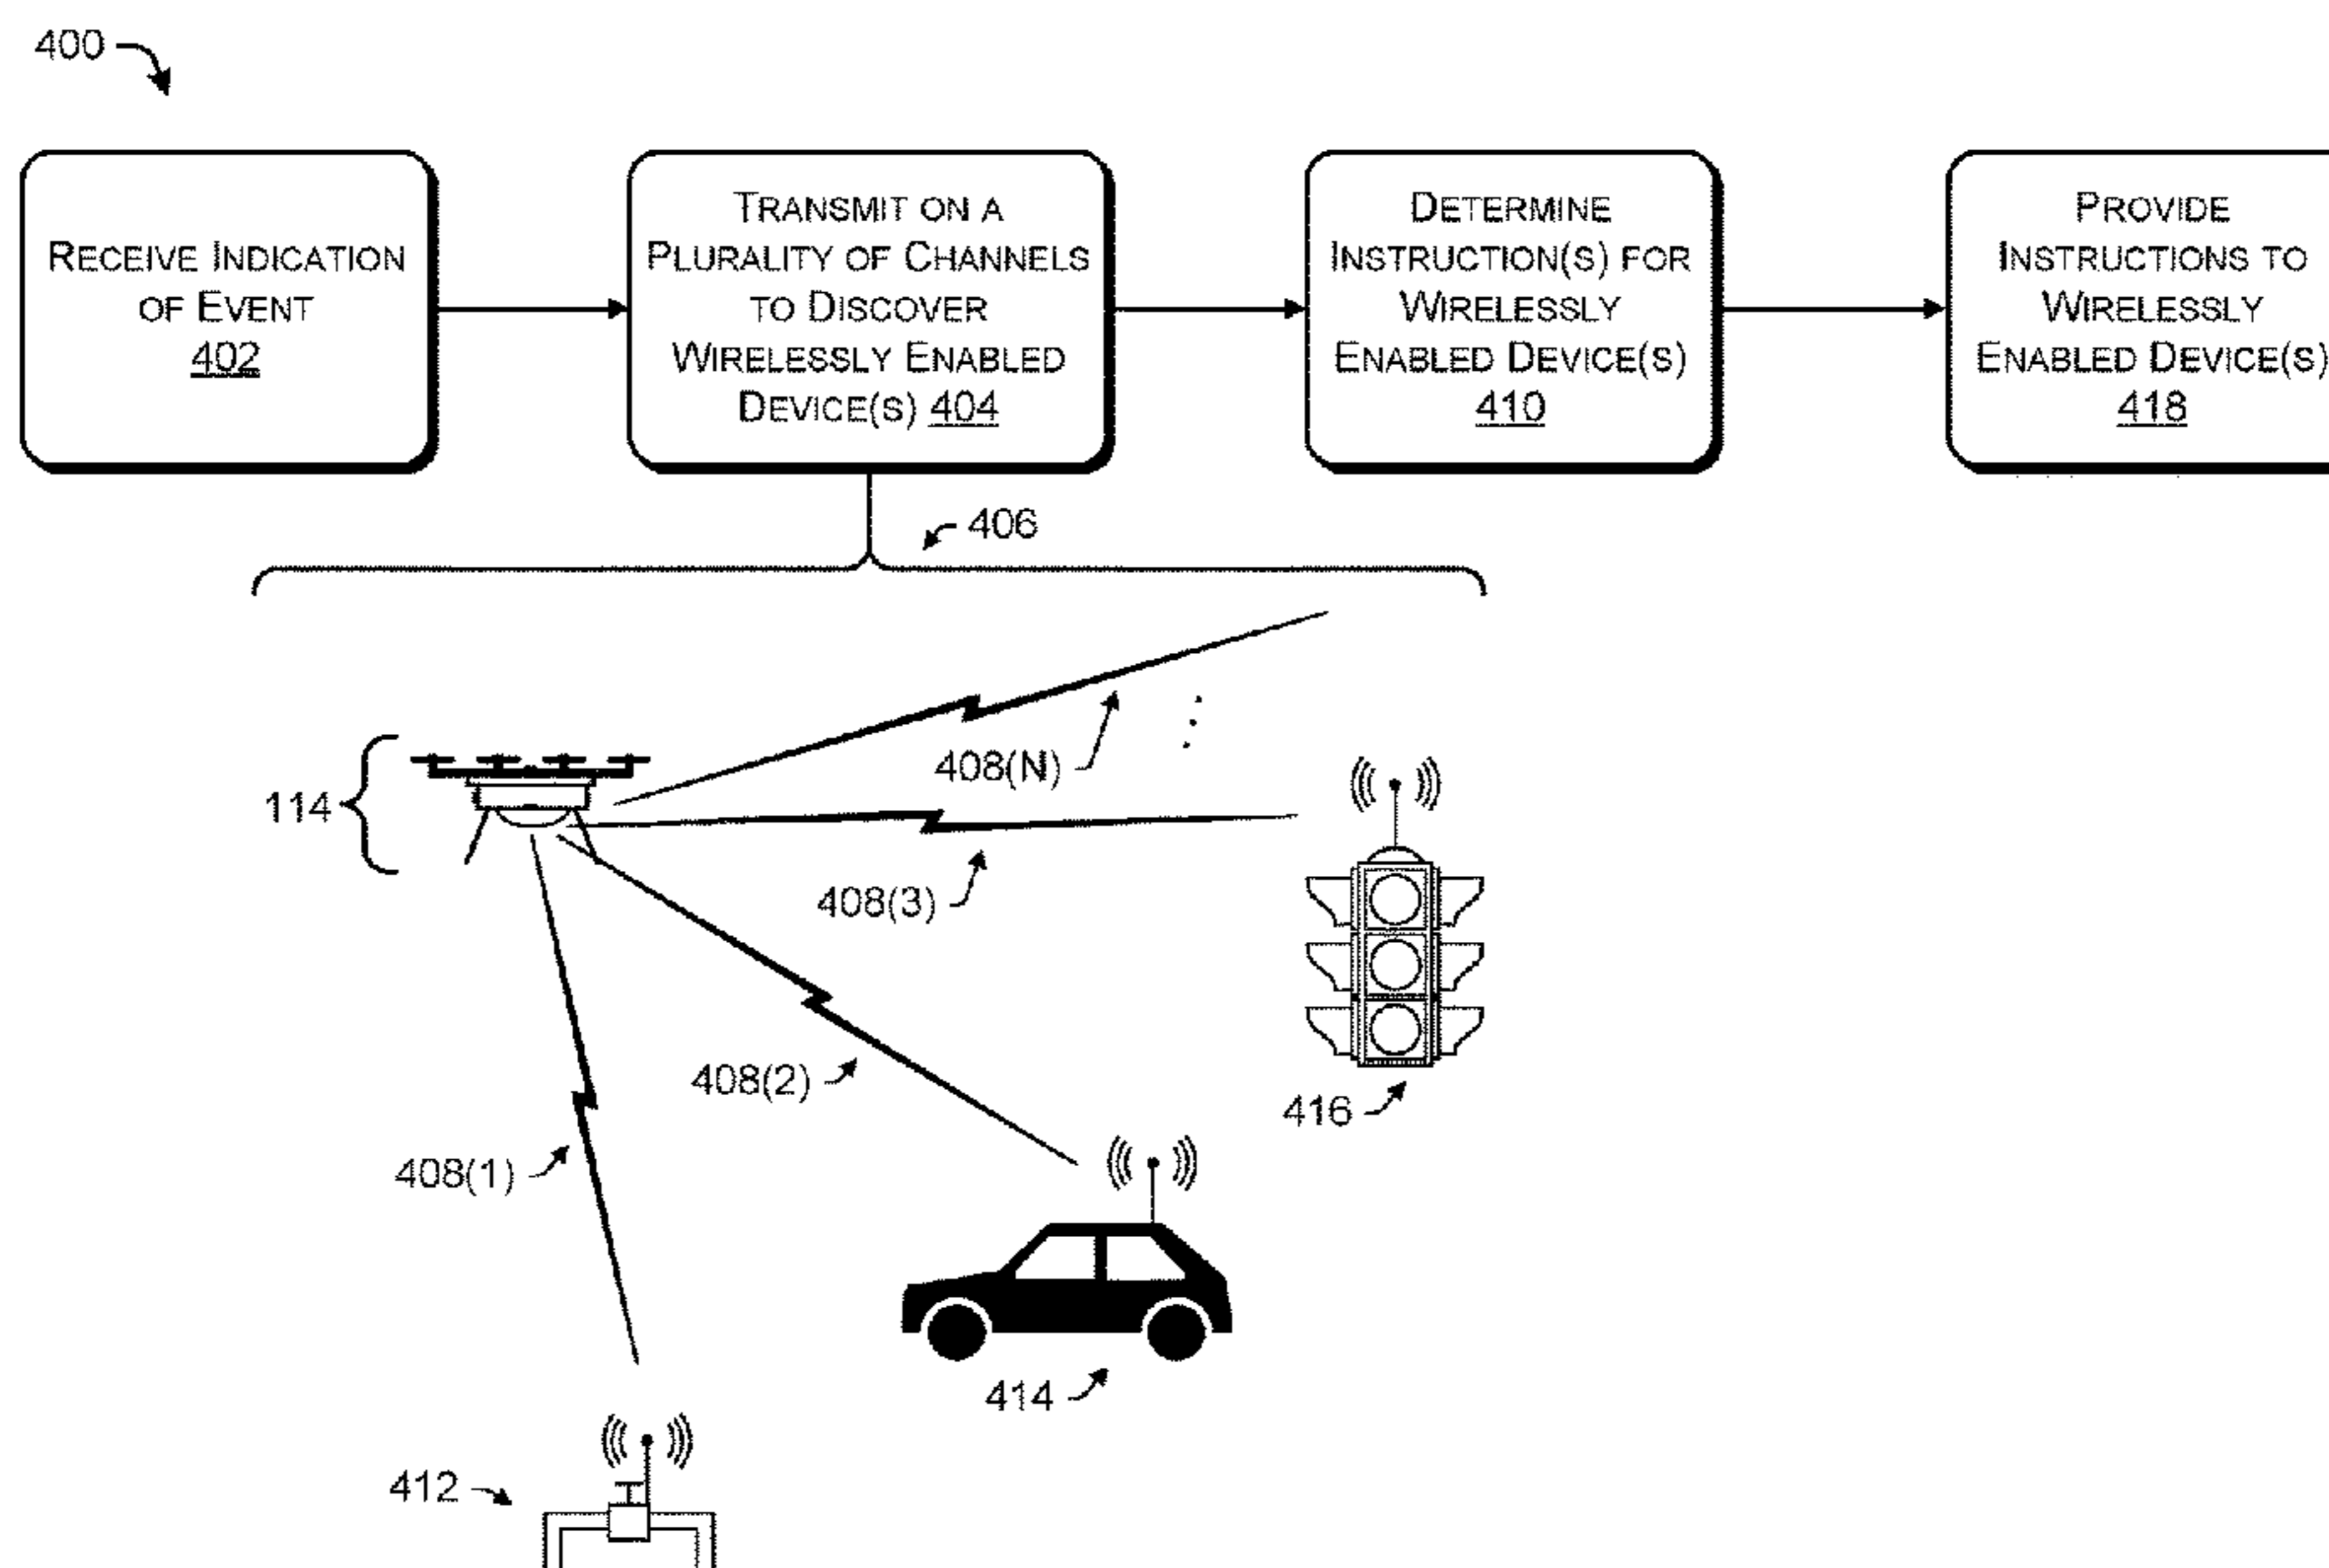 400
RECEIVE INDICATION
OF EVENT
402
TRANSMIT ON A
PLURALITY OF CHANNELS
TO DISCOVER
WIRELESSLY ENABLED
DEVICE(S) 404
DETERMINE
INSTRUCTION(S) FOR
WIRELESSLY
ENABLED DEVICE(S)
410
PROVIDE
INSTRUCTIONS TO
WIRELESSLY
ENABLED DEVICE(S)
418
406
408(N)
114
408(3)
408(2)
416
408(1)
414
412